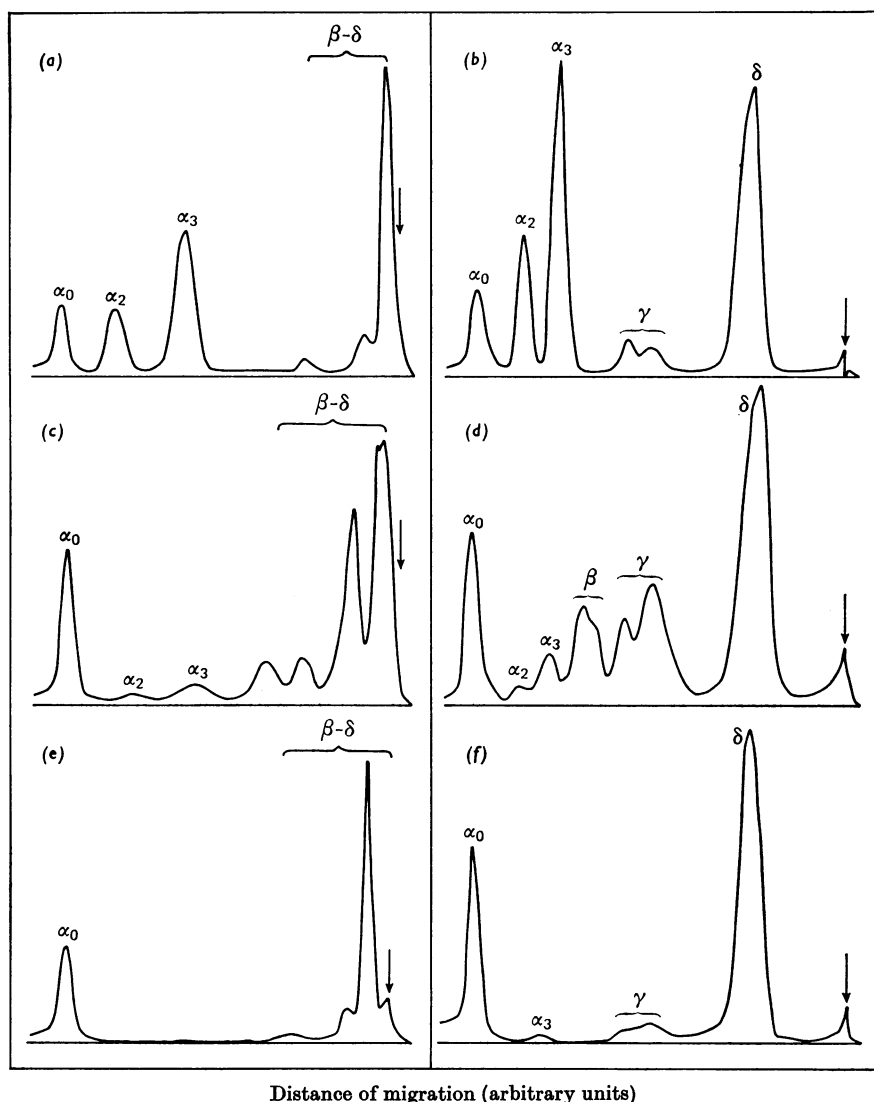 (a)
β-δ
α₀
α₂
α₃
(b)
α₀
α₂
α₃
γ
δ
(c)
β-δ
α₀
α₂
α₃
(d)
α₀
α₂
α₃
β
γ
δ
(e)
β-δ
α₀
(f)
α₀
α₃
γ
δ
Distance of migration (arbitrary units)